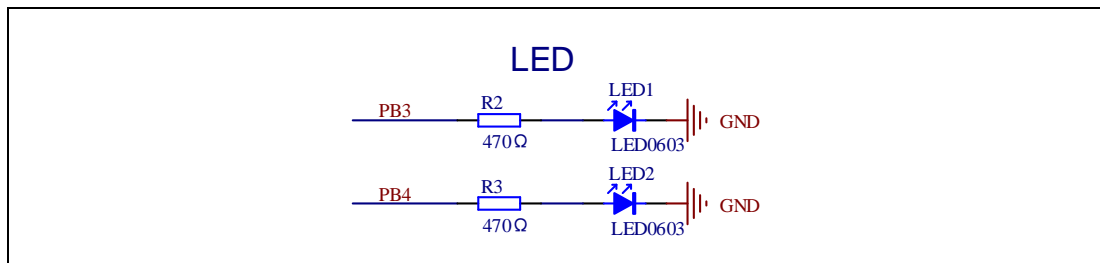 LED
LED1
PB3 R2 GND
470Ω LED0603
LED2
PB4 R3 GND
470Ω LED0603